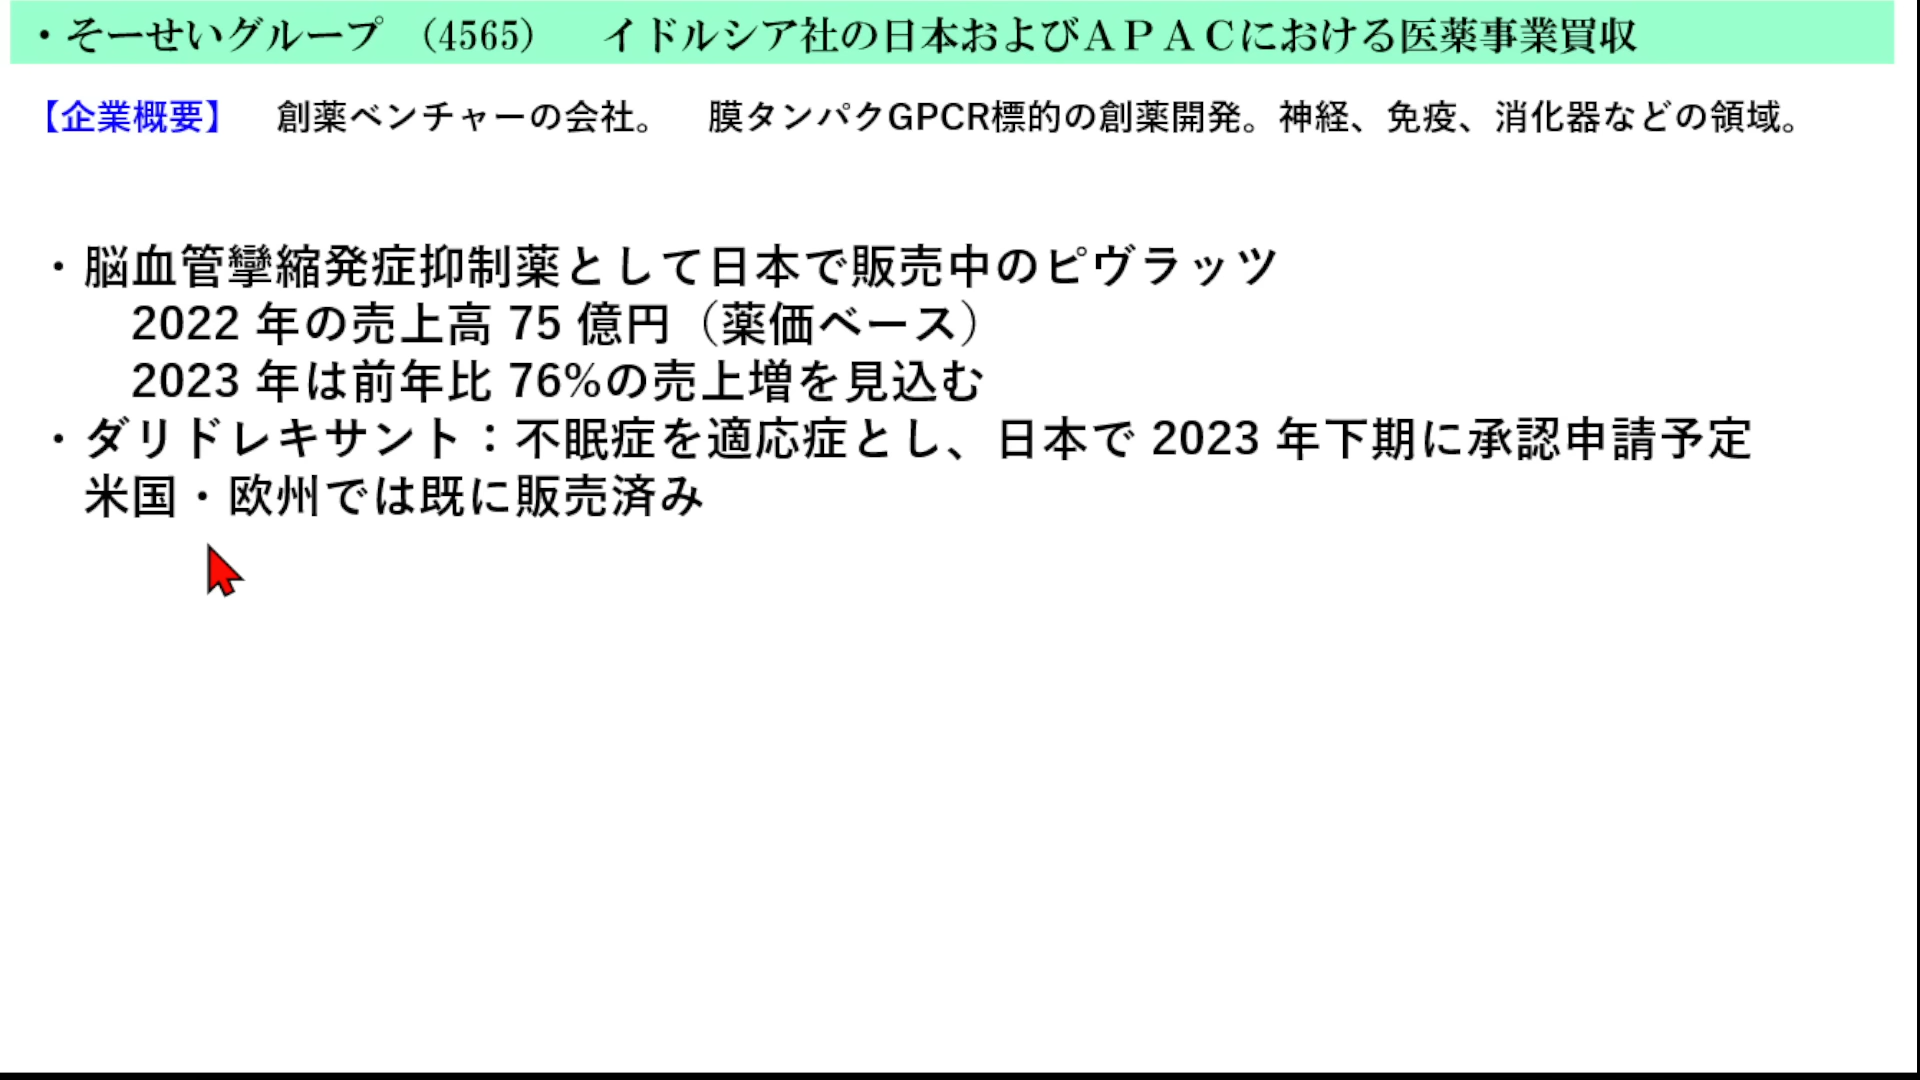 ・そーせいグループ （4565） イドルシア社の日本およびＡＰＡＣにおける医薬事業買収
【企業概要】 創薬ベンチャーの会社。 膜タンパクGPCR標的の創薬開発。神経、免疫、消化器などの領域。
・脳血管攣縮発症抑制薬として日本で販売中のピヴラッツ
2022 年の売上高 75 億円（薬価ベース）
2023 年は前年比 76%の売上増を見込む
・ダリドレキサント：不眠症を適応症とし、日本で 2023 年下期に承認申請予定
米国・欧州では既に販売済み